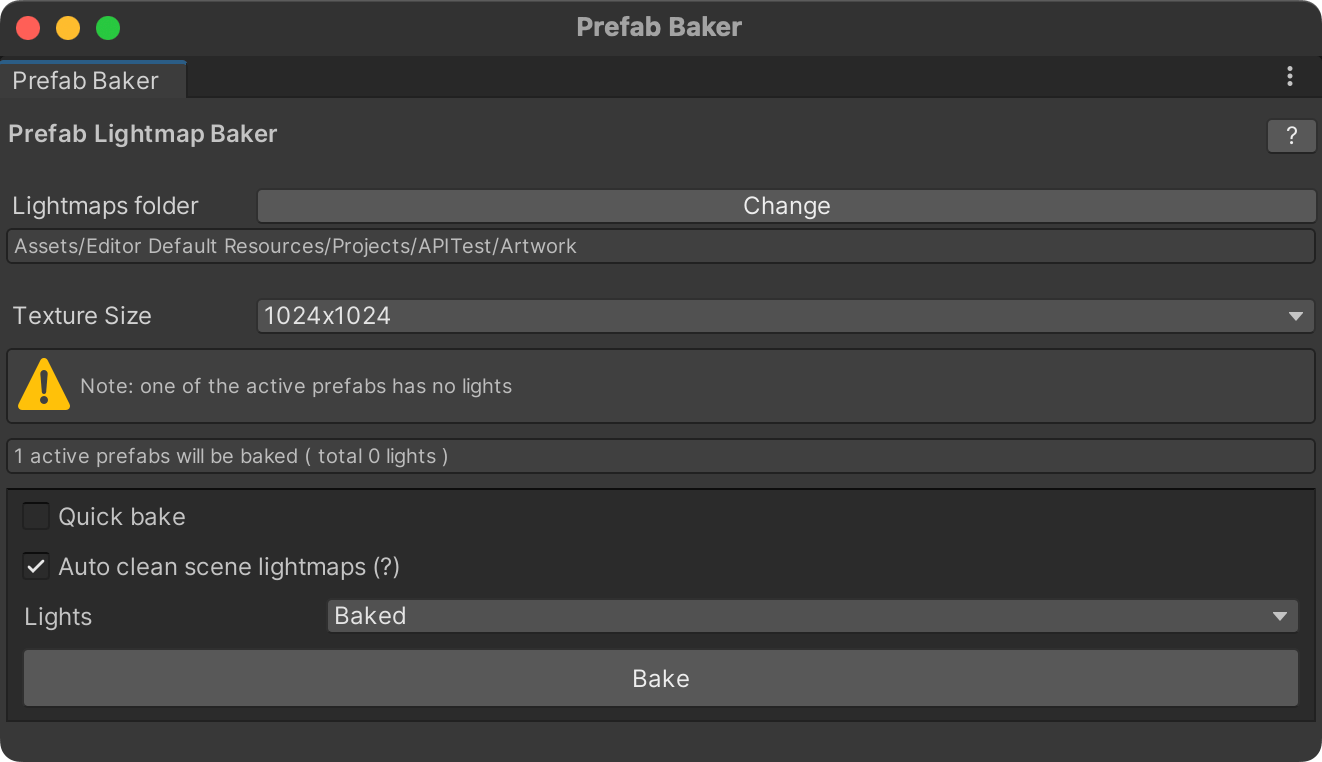 Prefab Baker
Prefab Baker
Prefab Lightmap Baker
?
Lightmaps folder
Change
Assets/Editor Default Resources/Projects/APITest/Artwork
Texture Size
1024x1024
Note: one of the active prefabs has no lights
1 active prefabs will be baked ( total 0 lights )
Quick bake
Auto clean scene lightmaps (?)
Lights
Baked
Bake